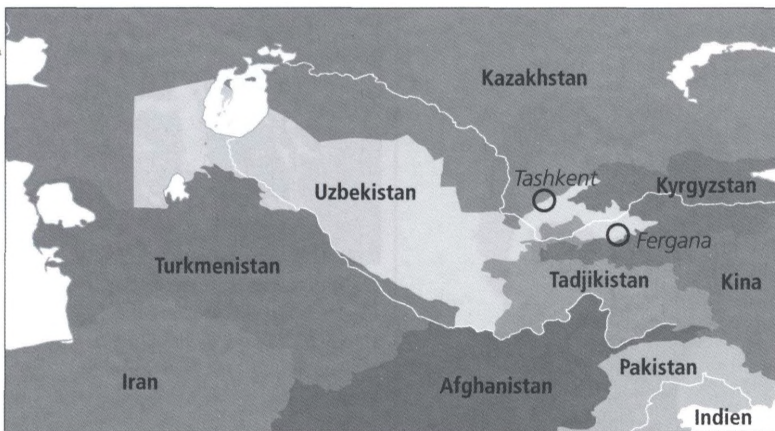 Kazakhstan
Tashkent
Uzbekistan
Kyrgyzstan
Fergana
Turkmenistan
Tadjikistan
Kina
Iran
Afghanistan
Pakistan
Indien